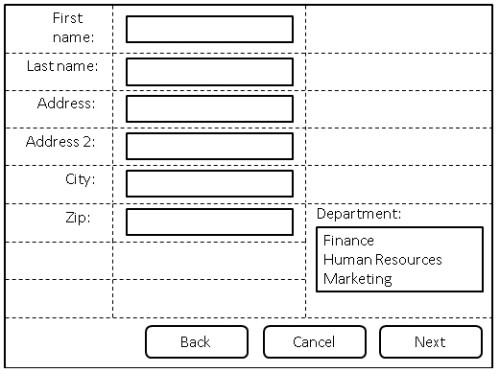 First
name:
Last name:
Address:
Address 2:
City:
Zip:
Department:
Finance
Human Resources
Marketing
Back
Cancel
Next